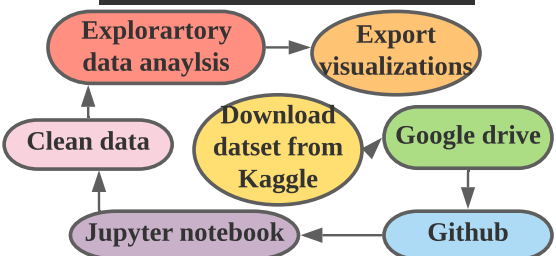 Explorartory
data anaylsis
Export
visualizations
Download
datset from
Kaggle
Google drive
Clean data
Jupyter notebook
Github